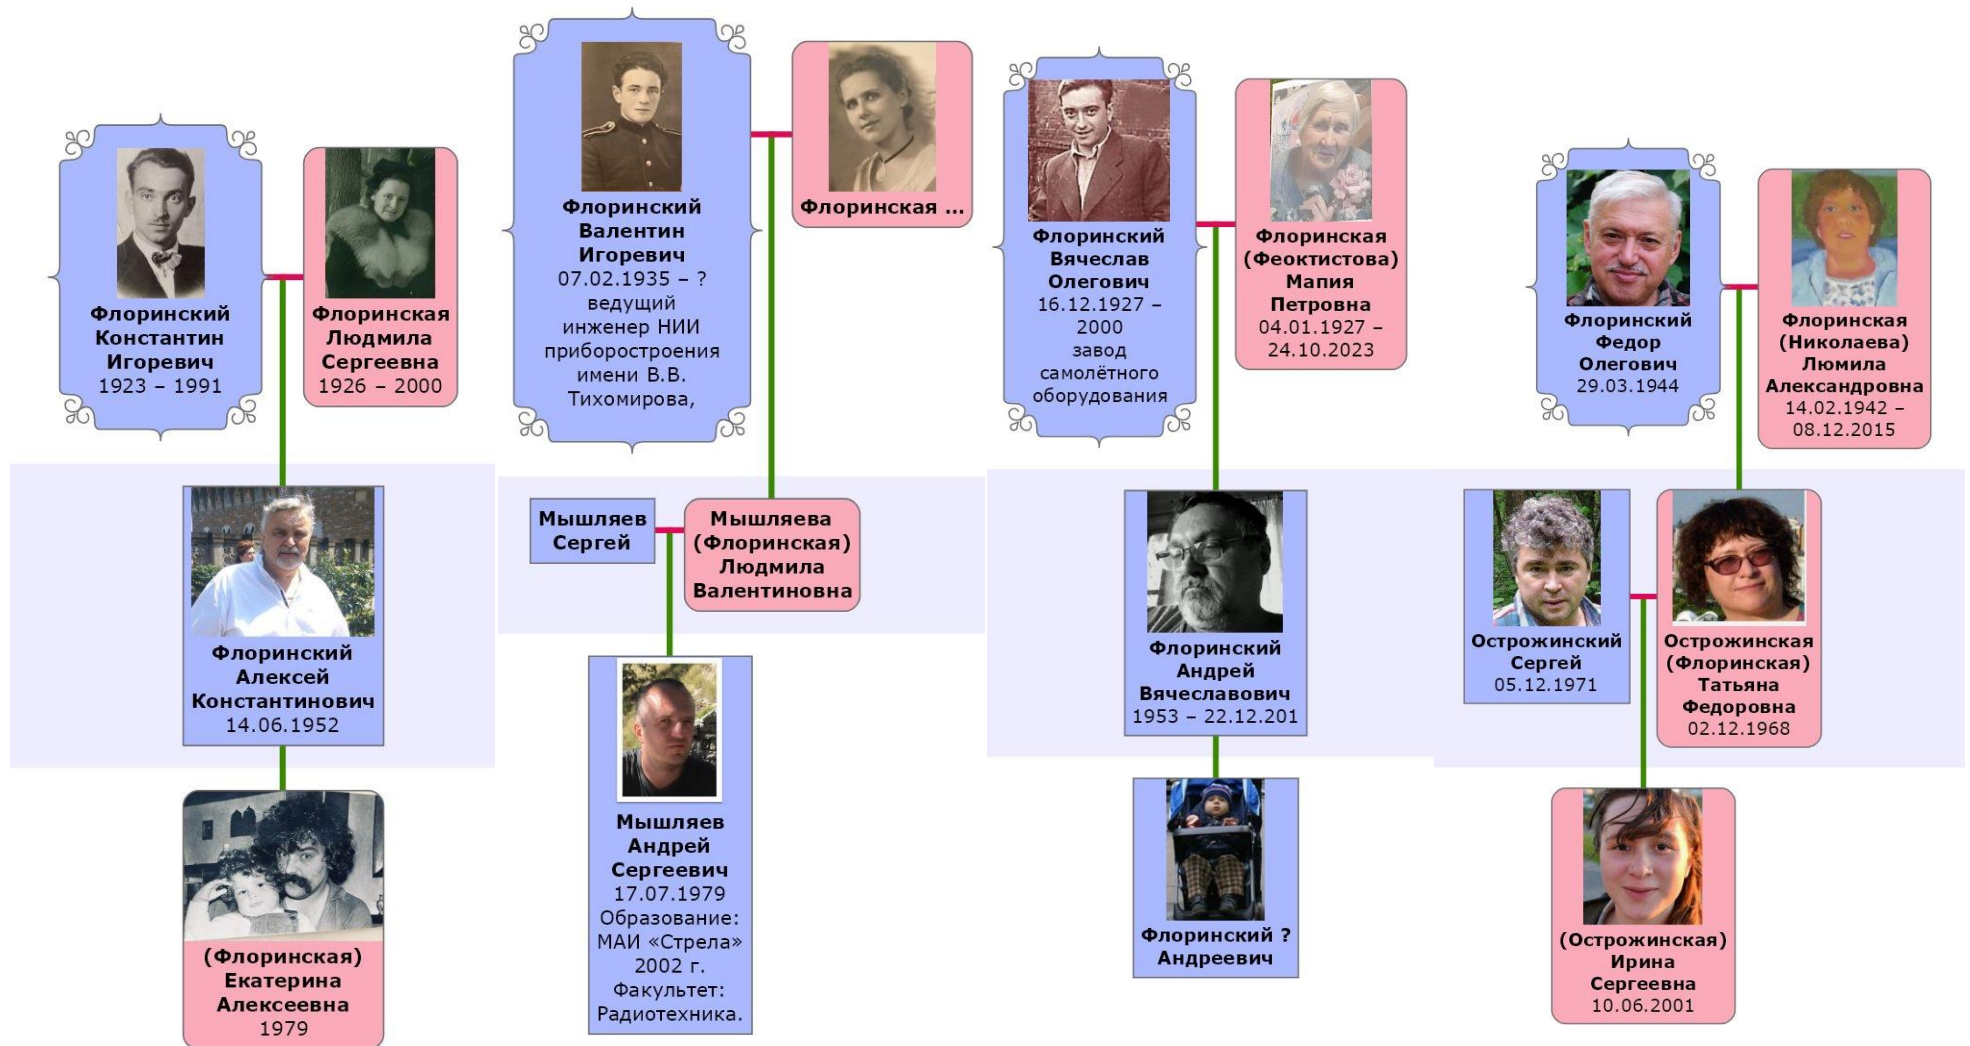 Флоринский
Константин
Игоревич
1923 – 1991
Флоринская
Людмила
Сергеевна
1926 – 2000
Флоринский
Алексей
Константинович
14.06.1952
(Флоринская)
Екатерина
Алексеевна
1979
Флоринский
Валентин
Игоревич
07.02.1935 – ?
ведущий
инженер НИИ
приборостроения
имени В.В.
Тихомирова,
Флоринская ...
Мышляев
Сергей
Мышляева
(Флоринская)
Людмила
Валентиновна
Мышляев
Андрей
Сергеевич
17.07.1979
Образование:
МАИ «Стрела»
2002 г.
Факультет:
Радиотехника.
Флоринский
Вячеслав
Олегович
16.12.1927 –
2000
завод
самолётного
оборудования
Флоринская
(Феоктистова)
Мапия
Петровна
04.01.1927 –
24.10.2023
Флоринский
Андрей
Вячеславович
1953 – 22.12.201
Флоринский ?
Андреевич
Флоринский
Федор
Олегович
29.03.1944
Флоринская
(Николаева)
Люмила
Александровна
14.02.1942 –
08.12.2015
Острожинский
Сергей
05.12.1971
Острожинская
(Флоринская)
Татьяна
Федоровна
02.12.1968
(Острожинская)
Ирина
Сергеевна
10.06.2001